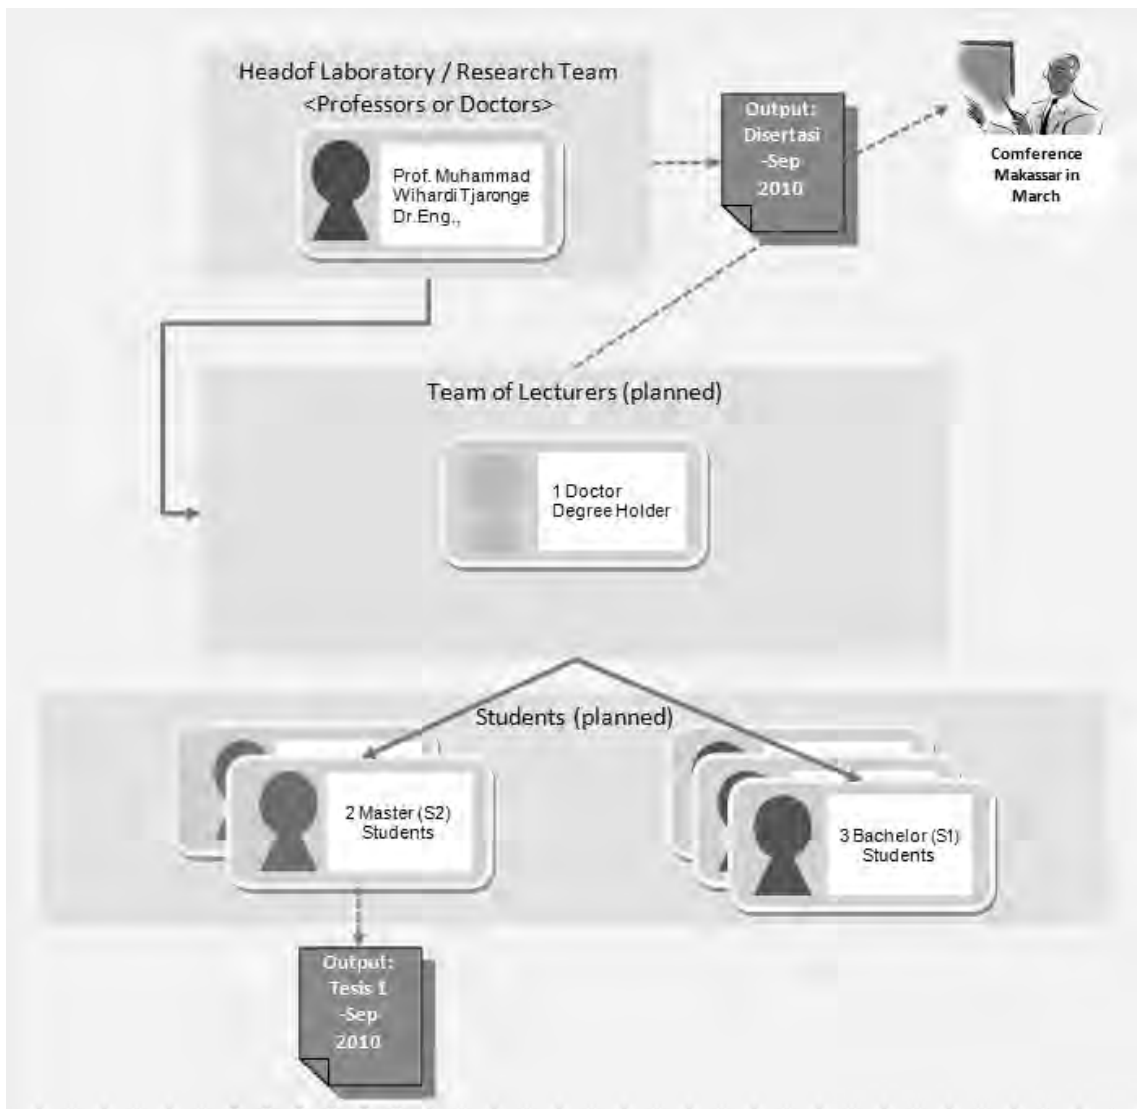 Headof Laboratory / Research Team
<Professors or Doctors>
Prof. Muhammad
Wihardi Tjaronge
Dr.Eng.,
Output:
Disertasi
-Sep
2010
Comference
Makassar in
March
Team of Lecturers (planned)
1 Doctor
Degree Holder
Students (planned)
2 Master (S2)
Students
3 Bachelor (S1)
Students
Output:
Tesis 1
-Sep
2010